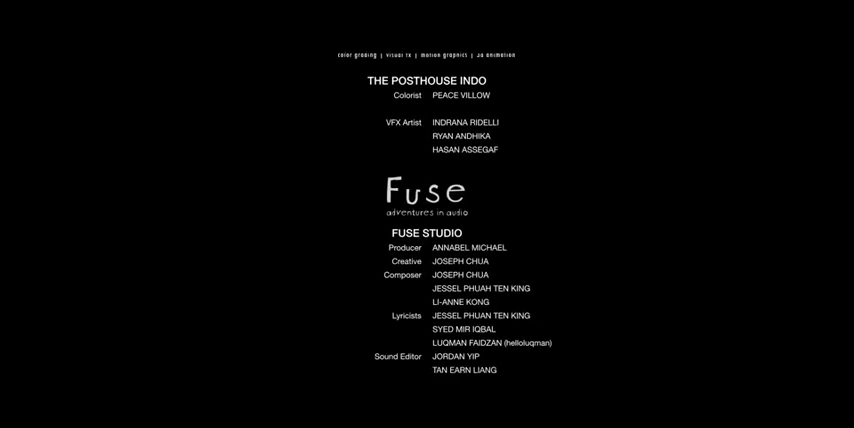 color grading | visual fx | motion graphics | 3d animation
THE POSTHOUSE INDO
Colorist PEACE VILLOW
VFX Artist INDRANA RIDELLI
RYAN ANDHIKA
HASAN ASSEGAF
Fuse
adventures in audio
FUSE STUDIO
Producer ANNABEL MICHAEL
Creative JOSEPH CHUA
Composer JOSEPH CHUA
JESSEL PHUAH TEN KING
LI-ANNE KONG
Lyricists JESSEL PHUAN TEN KING
SYED MIR IQBAL
LUQMAN FAIDZAN (helloluqman)
Sound Editor JORDAN YIP
TAN EARN LIANG